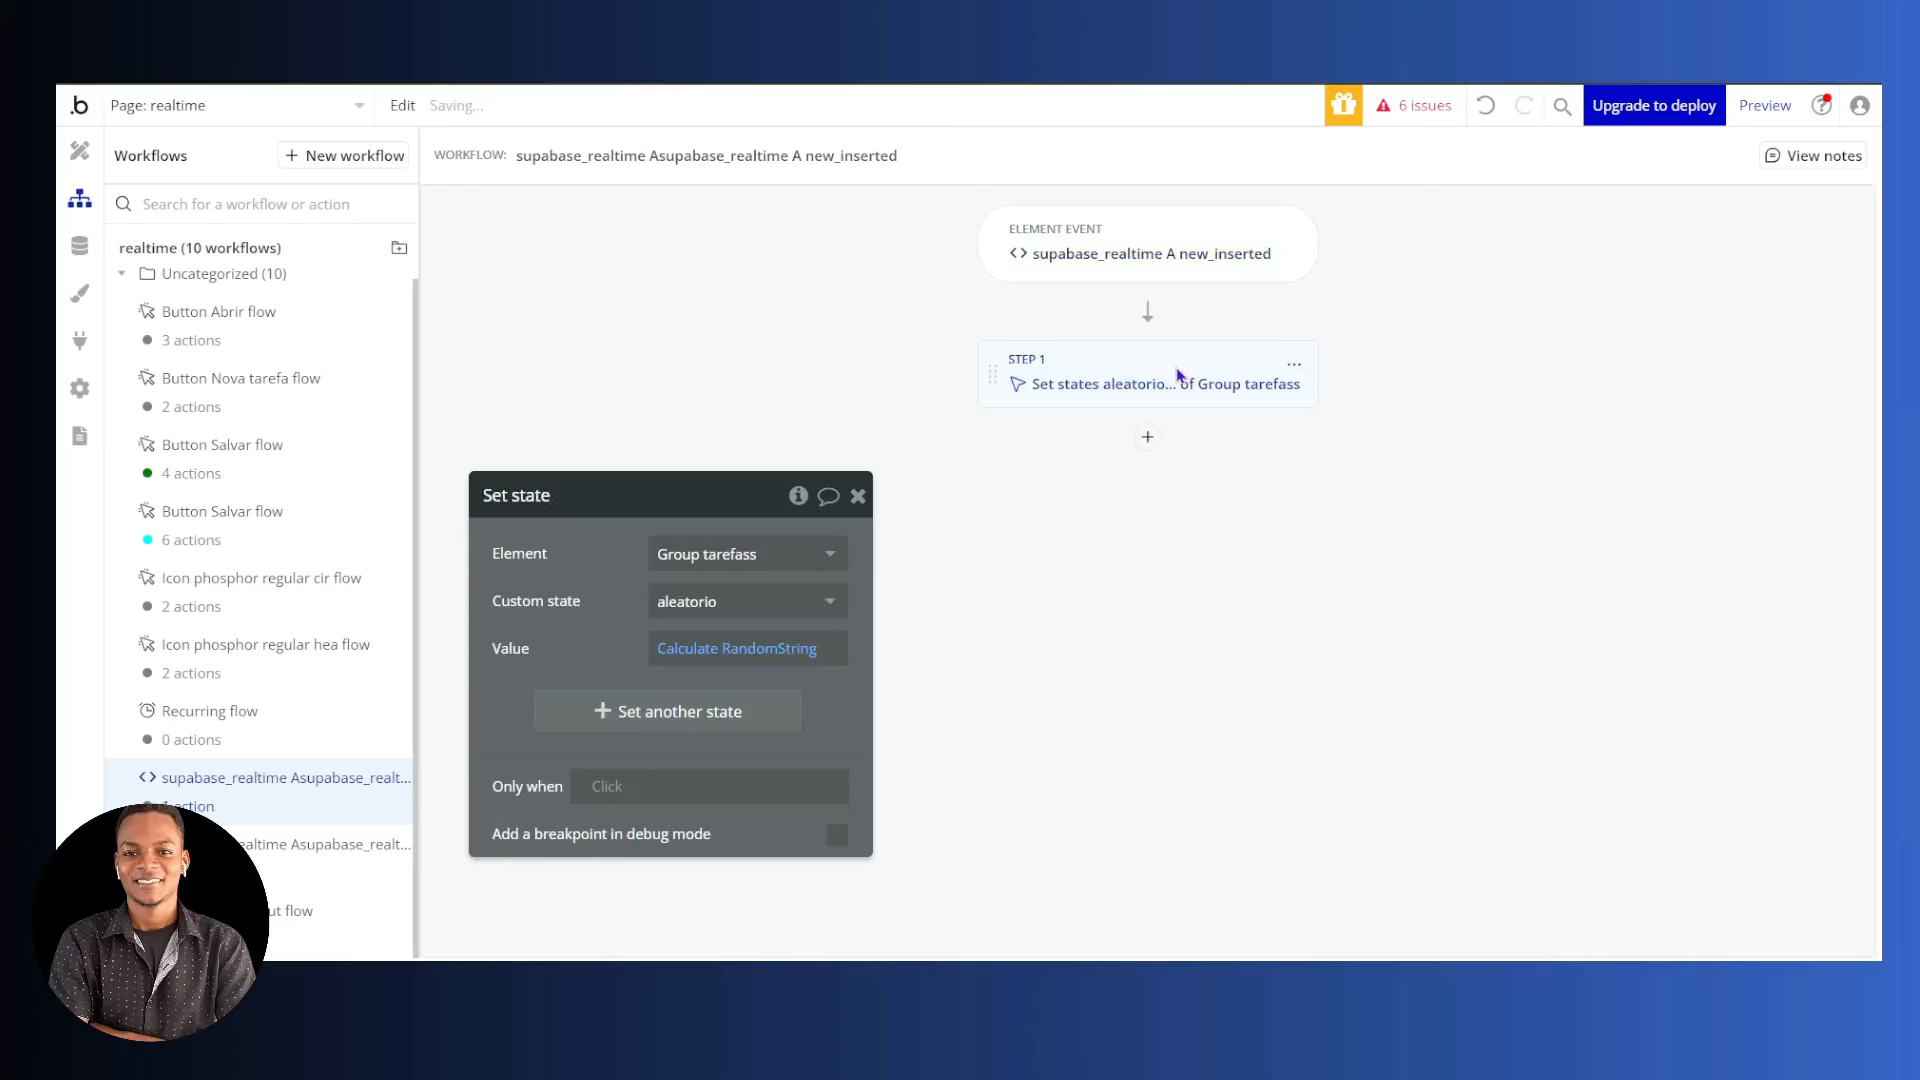 .b Page: realtime Edit Saving... 6 issues Upgrade to deploy Preview
Workflows + New workflow
WORKFLOW: supabase_realtime Asupabase_realtime A new_inserted View notes
Search for a workflow or action
realtime (10 workflows)
Uncategorized (10)
Button Abrir flow
3 actions
Button Nova tarefa flow
2 actions
Button Salvar flow
4 actions
Button Salvar flow
6 actions
Icon phosphor regular cir flow
2 actions
Icon phosphor regular hea flow
2 actions
Recurring flow
0 actions
supabase_realtime Asupabase_realt...
action
ealtime Asupabase_realt...
ut flow
ELEMENT EVENT
<> supabase_realtime A new_inserted
STEP 1
...
Set states aleatorio... of Group tarefass
+
Set state
Element Group tarefass
Custom state aleatorio
Value Calculate RandomString
+ Set another state
Only when Click
Add a breakpoint in debug mode